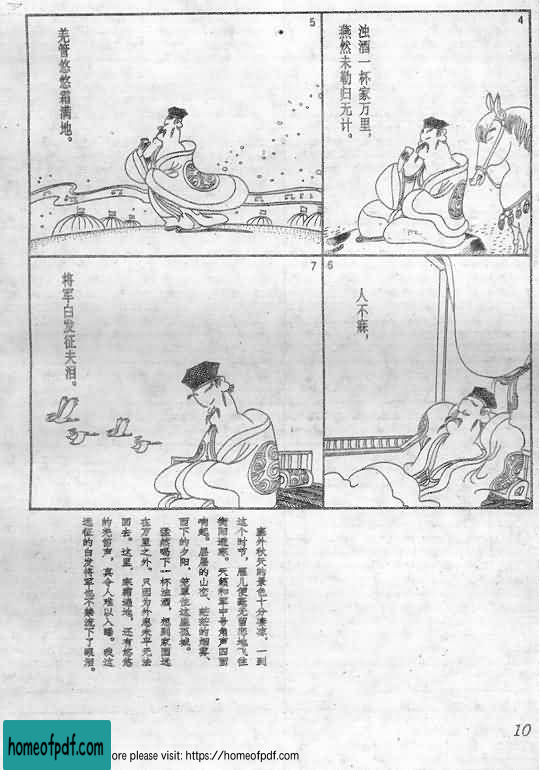 4
浊酒一杯家万里,
燕然未勒归无计。
5
羌管悠悠霜满地。
6
人不寐,
7
将军白发征夫泪。
塞外秋天的景色十分凄凉,一到
这个时节,雁儿便毫无留恋地飞往
衡阳避寒。天籁和军中号角声四面
响起。层层的山峦、茫茫的烟雾、
西下的夕阳,笼罩住这座孤城。
猛然喝下一杯浊酒,想到家园远
在万里之外,只因为外患未平无法
回去。这里,寒霜遍地,还有悠悠
的羌笛声,真令人难以入睡。我这
远征的白发将军也不禁流下了眼泪。
10
homeofpdf.com
ore please visit: https://homeofpdf.com